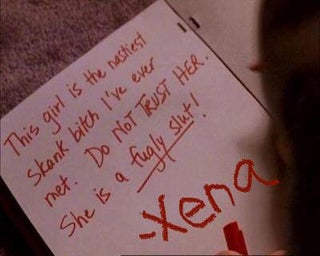 This girl is the nastiest
skank bitch I've ever
met. Do NOT TRUST HER.
She is a fugly slut!
-xena